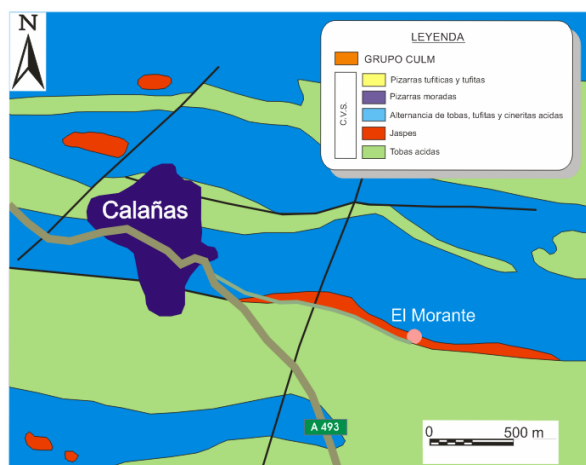 N
LEYENDA
GRUPO CULM
C.V.S.
Pizarras tufiticas y tufitas
Pizarras moradas
Alternancia de tobas, tufitas y cineritas acidas
Jaspes
Tobas acidas
Calañas
El Morante
A 493
0 500 m